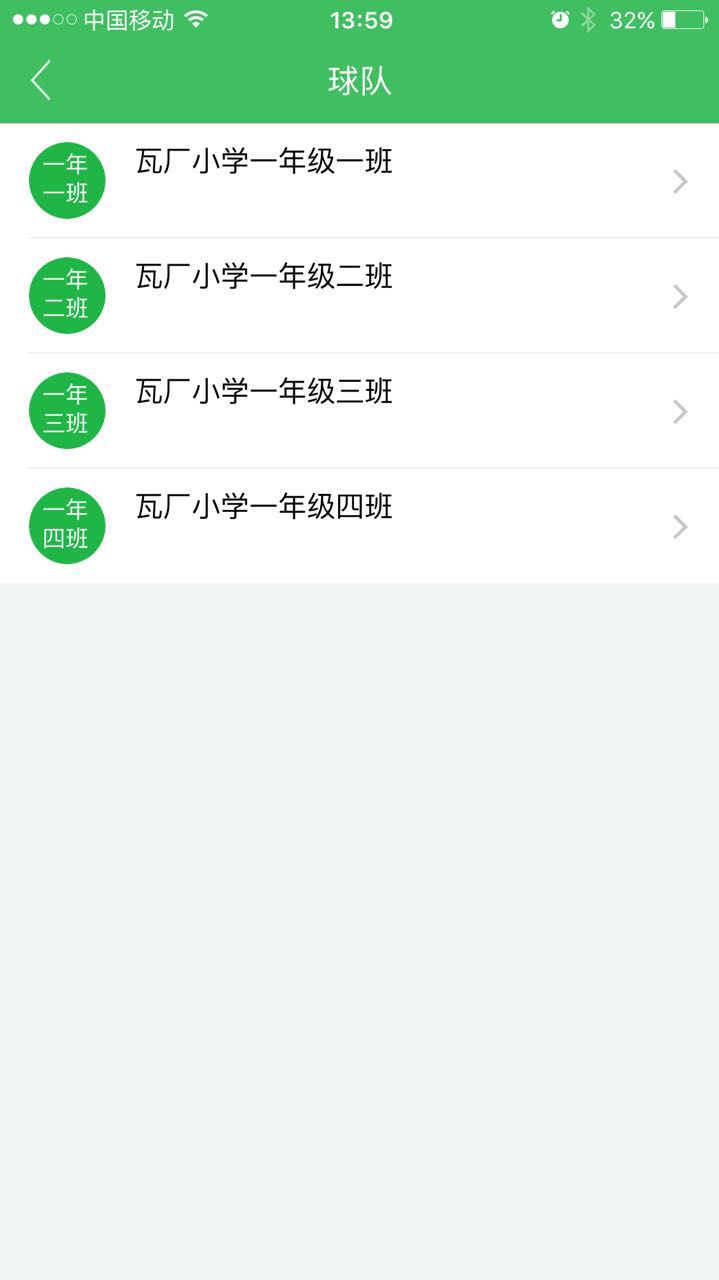 中国移动 13:59 32%
球队
一年
一班
瓦厂小学一年级一班
一年
二班
瓦厂小学一年级二班
一年
三班
瓦厂小学一年级三班
一年
四班
瓦厂小学一年级四班